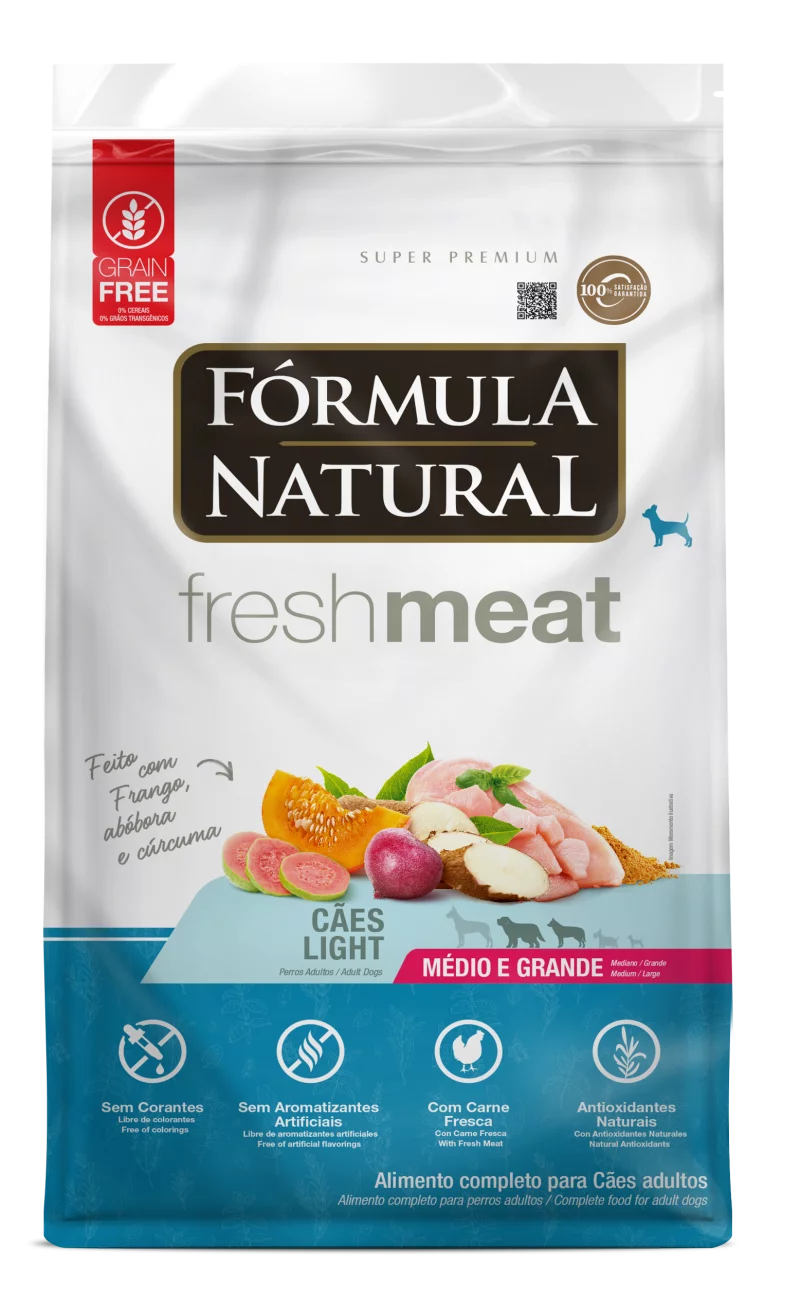 SUPER PREMIUM
GRAIN
FREE
0% CEREAIS
0% GRÃOS TRANSGÊNICOS
100% SATISFAÇÃO
GARANTIDA
FÓRMULA
NATURAL
freshmeat
Feito com
Frango,
abóbora
e cúrcuma
Imagem Meramente Ilustrativa
CÃES
LIGHT
Perros Adultos / Adult Dogs
MÉDIO E GRANDE
Mediano / Grande
Medium / Large
Sem Corantes
Libre de colorantes
Free of colorings
Sem Aromatizantes
Artificiais
Libre de aromatizantes artificiales
Free of artificial flavorings
Com Carne
Fresca
Con Carne Fresca
With Fresh Meat
Antioxidantes
Naturais
Con Antioxidantes Naturales
Natural Antioxidants
Alimento completo para Cães adultos
Alimento completo para perros adultos / Complete food for adult dogs